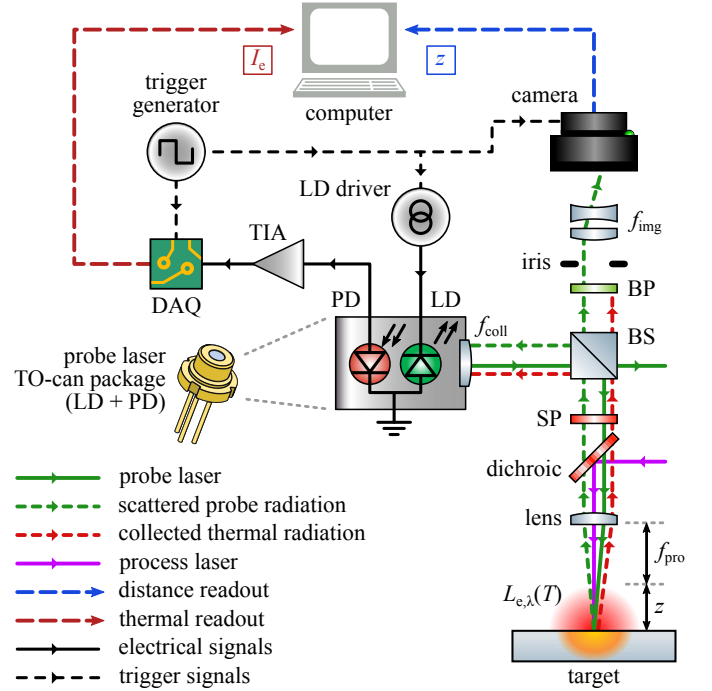 I_e
z
computer
trigger
generator
camera
LD driver
f_img
TIA
iris
DAQ
BP
PD
LD
f_coll
BS
probe laser
TO-can package
(LD + PD)
SP
dichroic
probe laser
scattered probe radiation
collected thermal radiation
process laser
distance readout
thermal readout
electrical signals
trigger signals
lens
f_pro
L_e,λ(T)
z
target